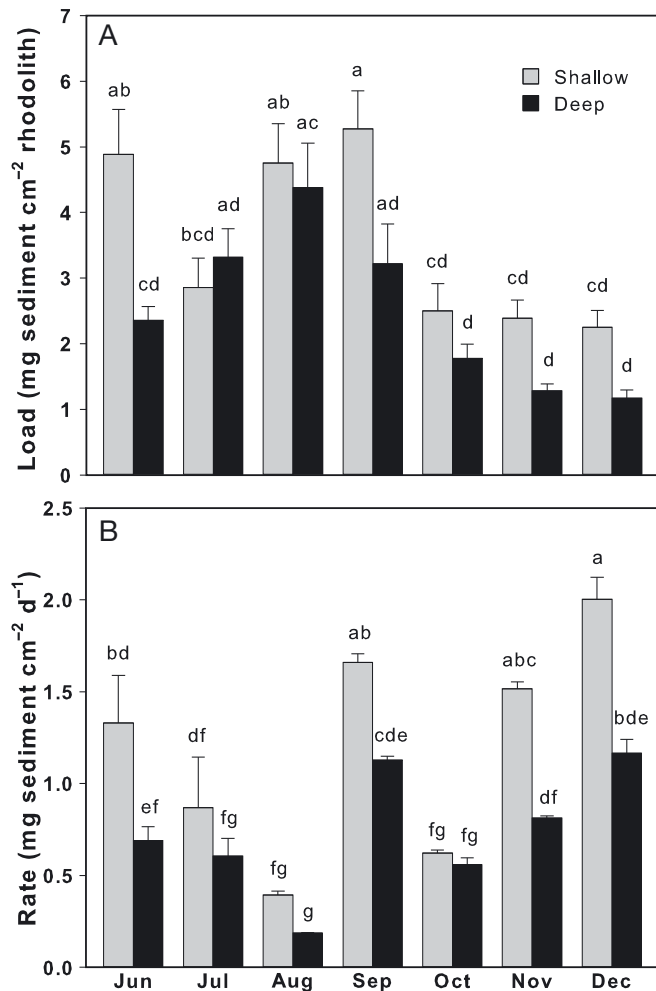 A
Load (mg sediment cm⁻² rhodolith)
7
6
5
4
3
2
1
0
Shallow
Deep
ab
cd
bcd
ad
ab
ac
a
ad
cd
d
cd
d
cd
d
B
Rate (mg sediment cm⁻² d⁻¹)
2.5
2.0
1.5
1.0
0.5
0.0
bd
ef
df
fg
fg
g
ab
cde
fg
fg
abc
df
a
bde
Jun Jul Aug Sep Oct Nov Dec